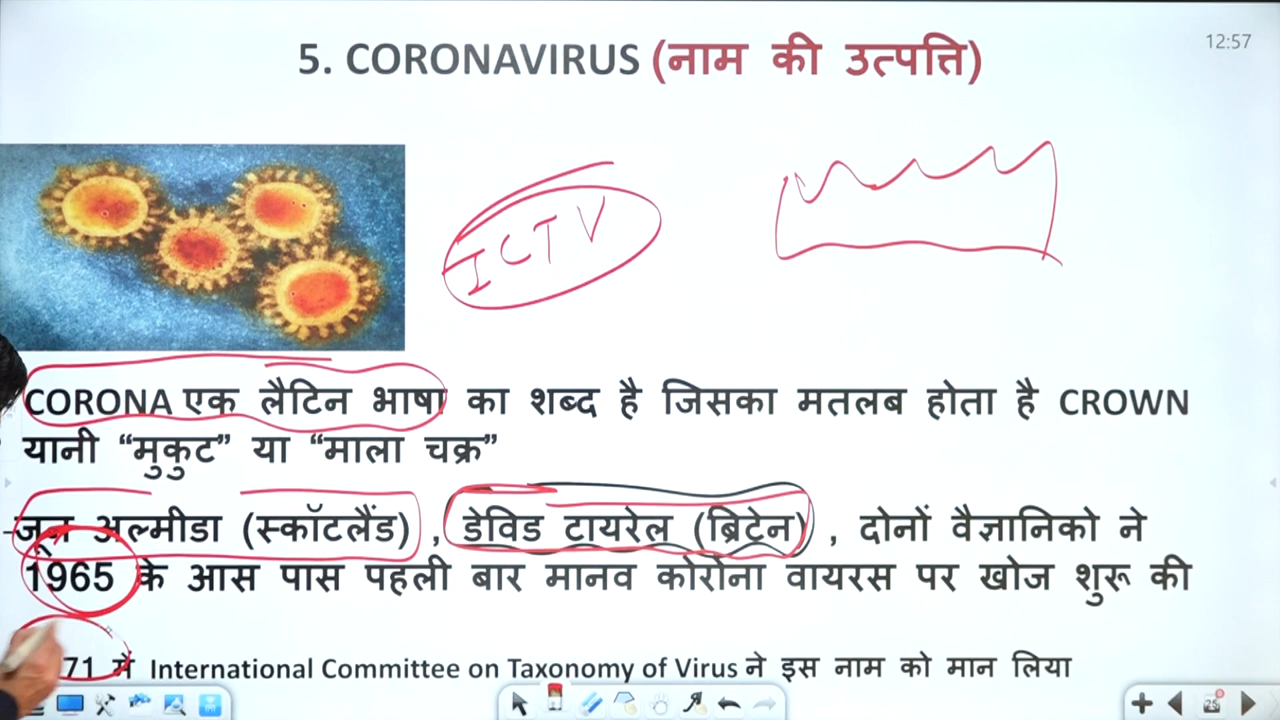 12:57
5. CORONAVIRUS (नाम की उत्पत्ति)
ICTV
CORONA एक लैटिन भाषा का शब्द है जिसका मतलब होता है CROWN
यानी “मुकुट” या “माला चक्र”
जून अल्मीडा (स्कॉटलैंड) , डेविड टायरेल (ब्रिटेन) , दोनों वैज्ञानिको ने
1965 के आस पास पहली बार मानव कोरोना वायरस पर खोज शुरू की
71 में International Committee on Taxonomy of Virus ने इस नाम को मान लिया
25